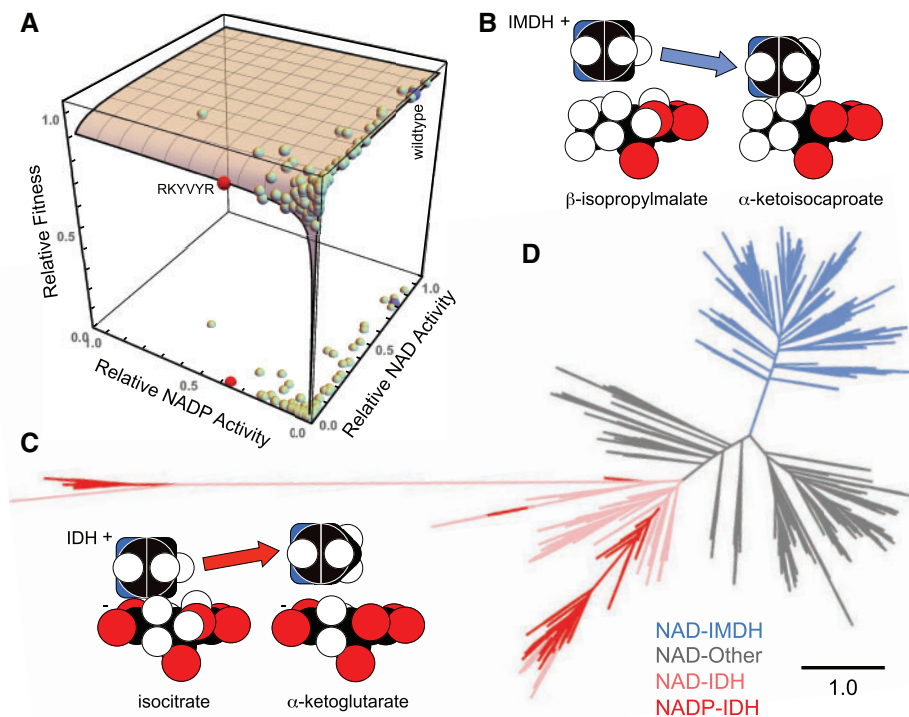 A
1.0
0.5
0.0
Relative Fitness
RKYVYR
wildtype
1.0
0.5
0.0
Relative NADP Activity
0.0
0.5
1.0
Relative NAD Activity
B
IMDH +
β-isopropylmalate
α-ketoisocaproate
C
IDH +
-
-
isocitrate
α-ketoglutarate
D
NAD-IMDH
NAD-Other
NAD-IDH
NADP-IDH
1.0